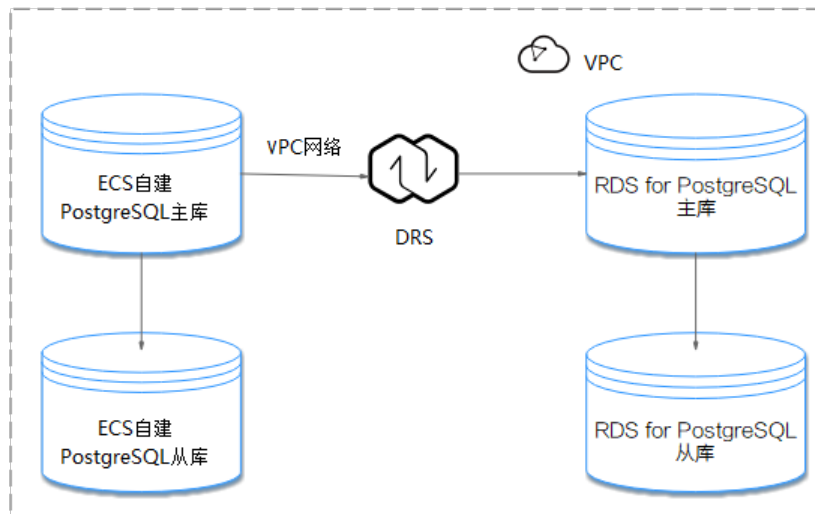 VPC
VPC网络
ECS自建
PostgreSQL主库
DRS
RDS for PostgreSQL
主库
ECS自建
PostgreSQL从库
RDS for PostgreSQL
从库